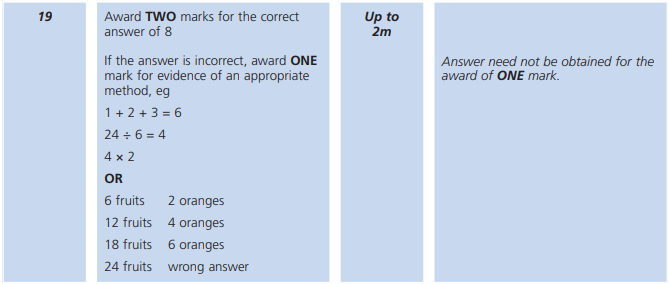 19
Award TWO marks for the correct
answer of 8
If the answer is incorrect, award ONE
mark for evidence of an appropriate
method, eg
1 + 2 + 3 = 6
24 ÷ 6 = 4
4 × 2
OR
6 fruits 2 oranges
12 fruits 4 oranges
18 fruits 6 oranges
24 fruits wrong answer
Up to
2m
Answer need not be obtained for the
award of ONE mark.